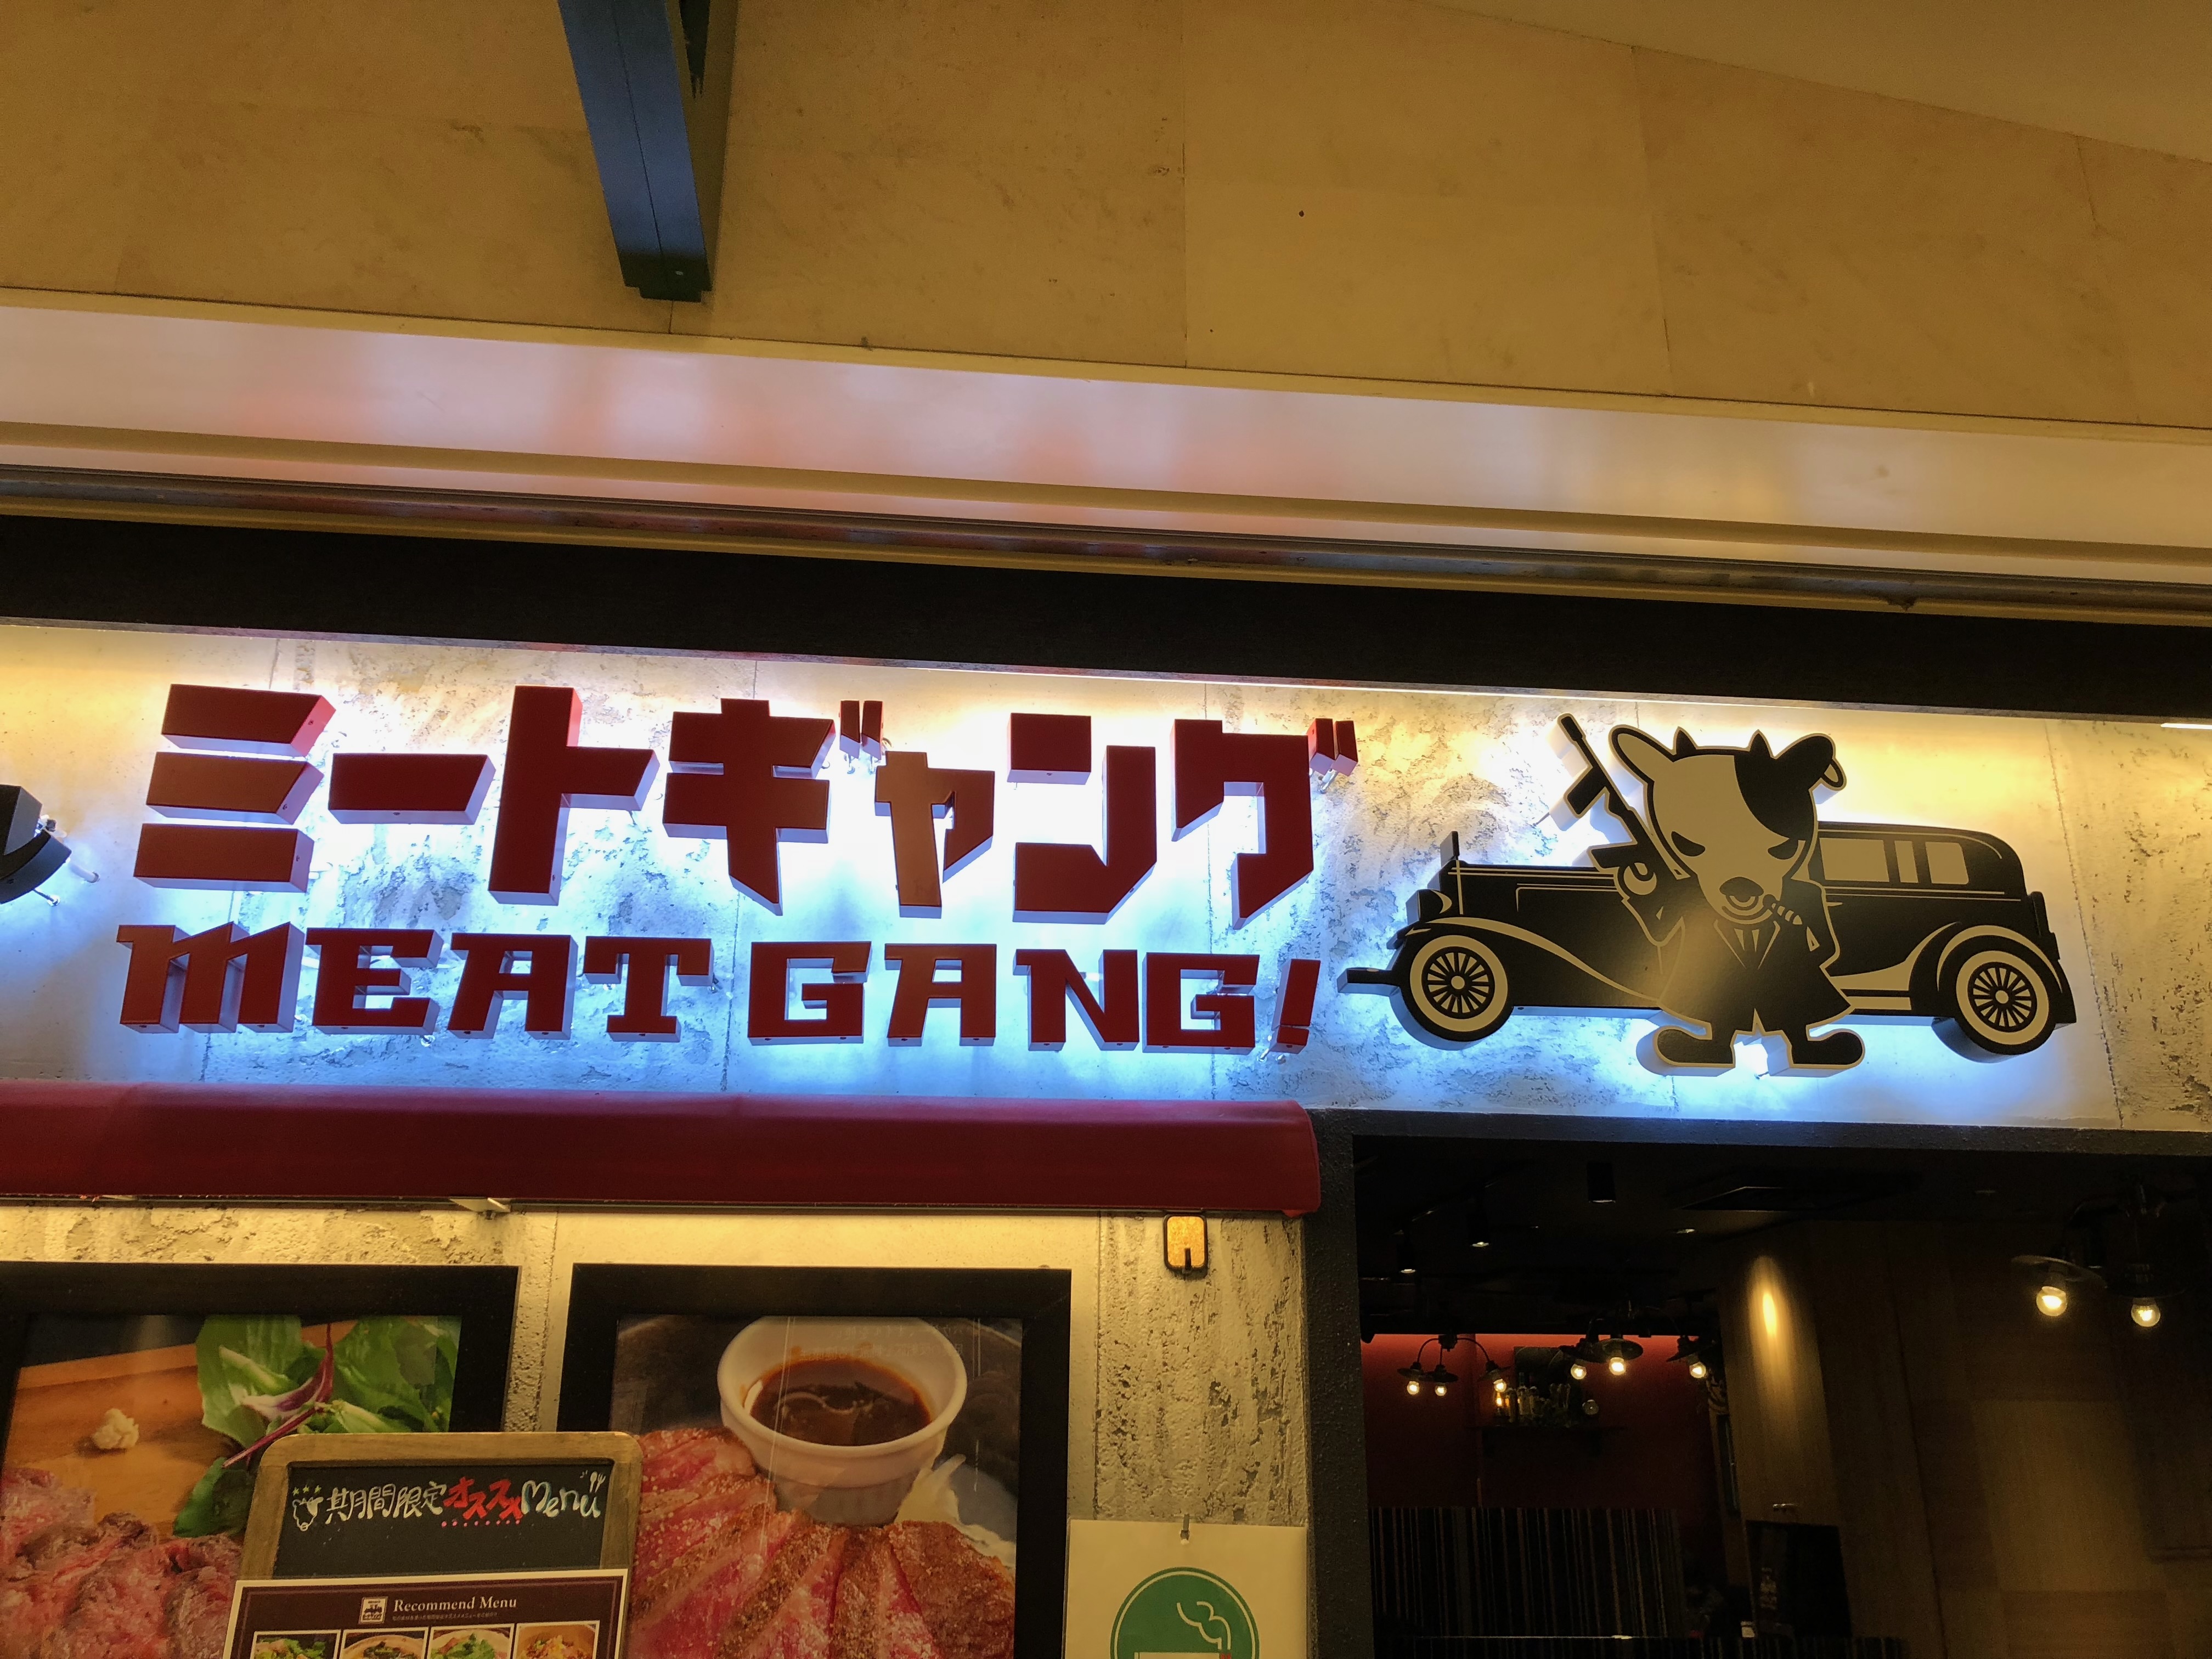 ミートギャング
MEAT GANG!
期間限定オススメMenu
Recommend Menu